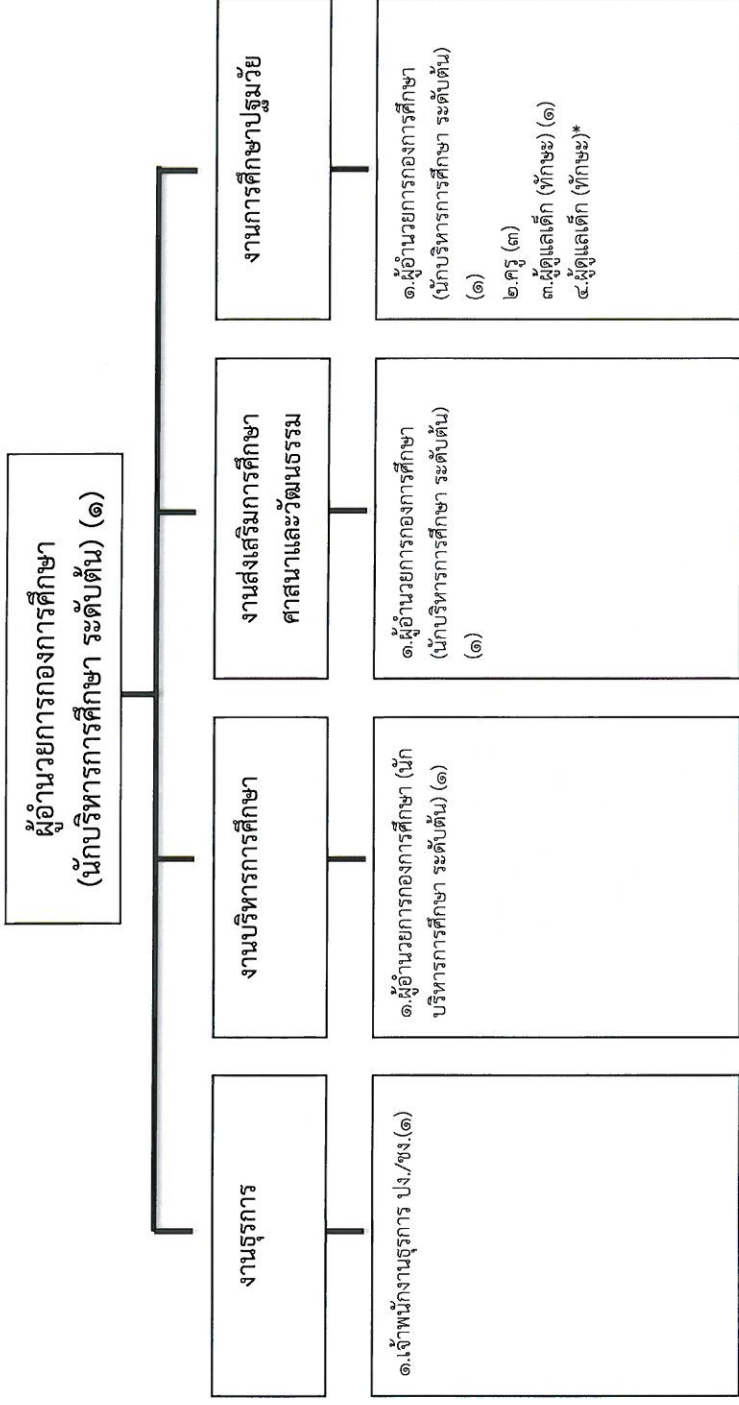 ผู้อำนวยการกองการศึกษา
(นักบริหารการศึกษา ระดับต้น) (๑)
งานธุรการ
๑.เจ้าพนักงานธุรการ ปง./ชง.(๑)
งานบริหารการศึกษา
๑.ผู้อำนวยการกองการศึกษา (นัก
บริหารการศึกษา ระดับต้น) (๑)
งานส่งเสริมการศึกษา
ศาสนาและวัฒนธรรม
๑.ผู้อำนวยการกองการศึกษา
(นักบริหารการศึกษา ระดับต้น)
(๑)
งานการศึกษาปฐมวัย
๑.ผู้อำนวยการกองการศึกษา
(นักบริหารการศึกษา ระดับต้น)
(๑)
๒.ครู (๓)
๓.ผู้ดูแลเด็ก (ทักษะ) (๑)
๔.ผู้ดูแลเด็ก (ทักษะ)*